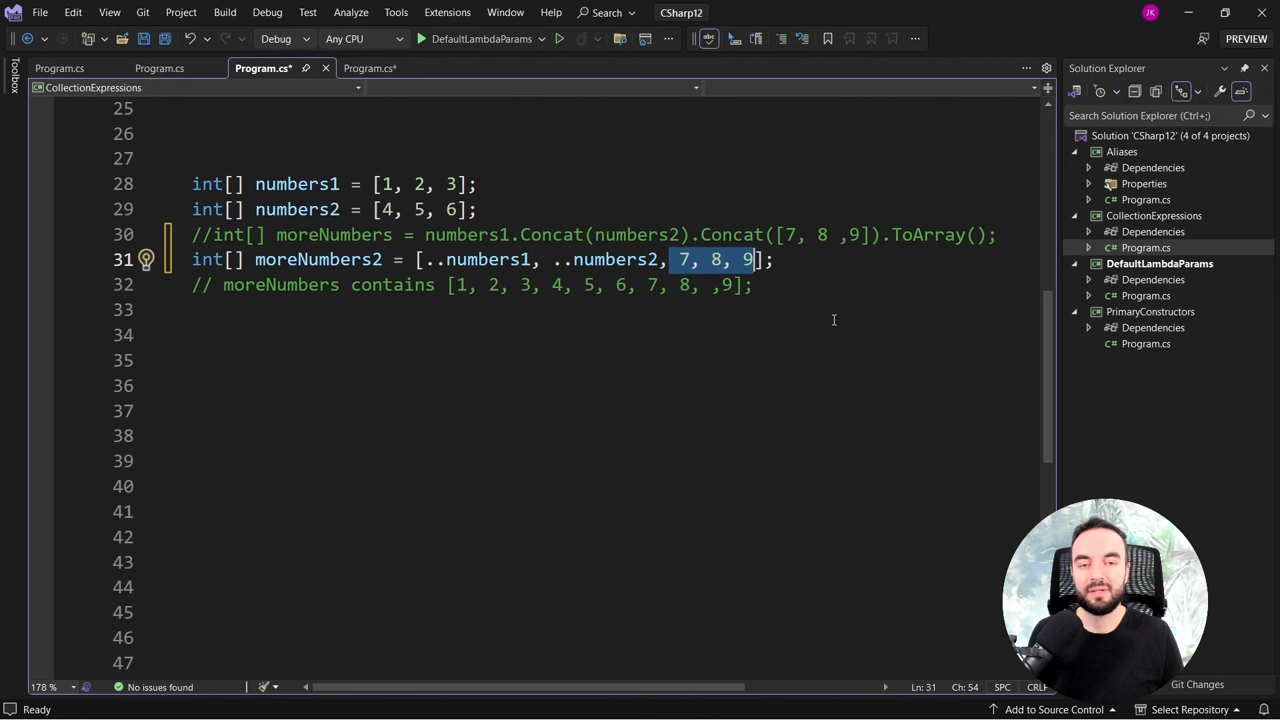 File Edit View Git Project Build Debug Test Analyze Tools Extensions Window Help Search CSharp12 JK
Debug Any CPU DefaultLambdaParams PREVIEW
Toolbox
Program.cs Program.cs Program.cs* Program.cs*
CollectionExpressions
25
26
27
28 int[] numbers1 = [1, 2, 3];
29 int[] numbers2 = [4, 5, 6];
30 //int[] moreNumbers = numbers1.Concat(numbers2).Concat([7, 8 ,9]).ToArray();
31 int[] moreNumbers2 = [..numbers1, ..numbers2, 7, 8, 9];
32 // moreNumbers contains [1, 2, 3, 4, 5, 6, 7, 8, ,9];
33
34
35
36
37
38
39
40
41
42
43
44
45
46
47
178 % No issues found Ln: 31 Ch: 54 SPC CRLF
Solution Explorer
Search Solution Explorer (Ctrl+;)
Solution 'CSharp12' (4 of 4 projects)
Aliases
Dependencies
Properties
Program.cs
CollectionExpressions
Dependencies
Program.cs
DefaultLambdaParams
Dependencies
Program.cs
PrimaryConstructors
Dependencies
Program.cs
Git Changes
Ready Add to Source Control Select Repository